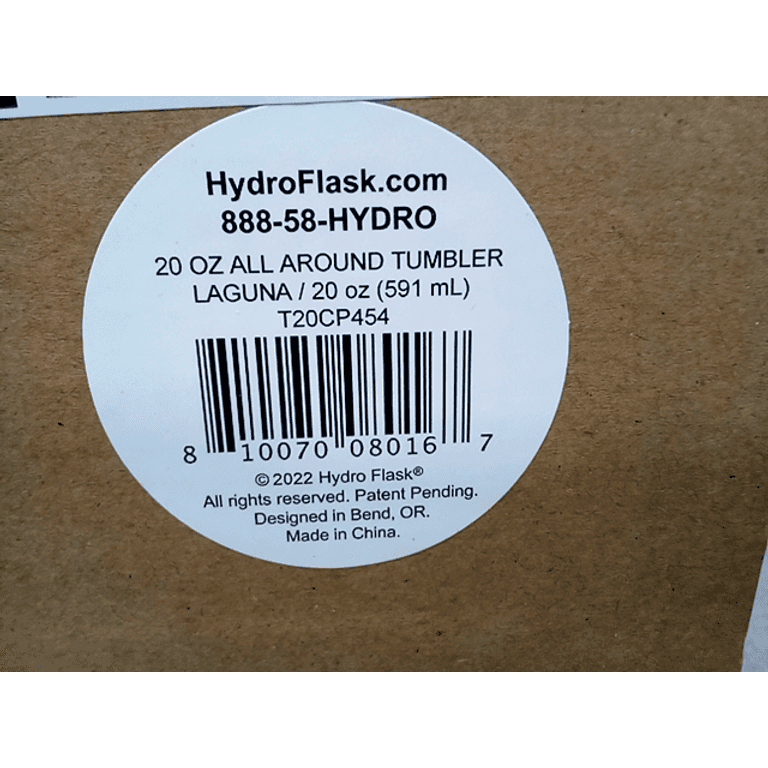 HydroFlask.com
888-58-HYDRO
20 OZ ALL AROUND TUMBLER
LAGUNA / 20 oz (591 mL)
T20CP454
8 10070 08016 7
© 2022 Hydro Flask®
All rights reserved. Patent Pending.
Designed in Bend, OR.
Made in China.